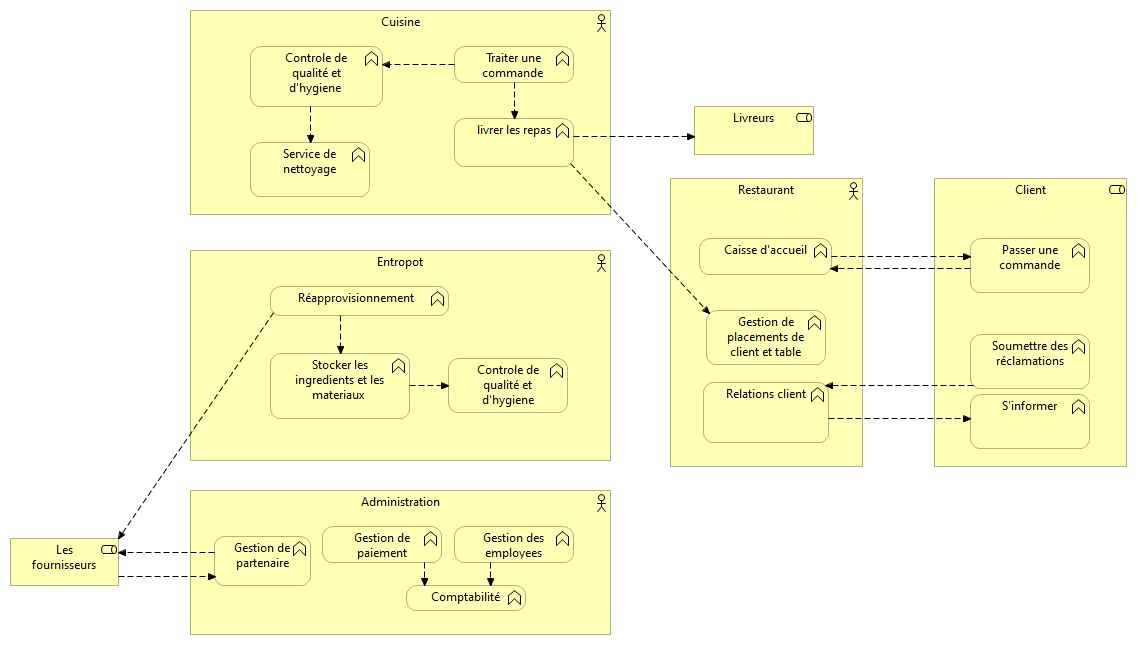 Cuisine
Controle de
qualité et
d'hygiene
Traiter une
commande
Service de
nettoyage
livrer les repas
Livreurs
Restaurant
Caisse d'accueil
Gestion de
placements de
client et table
Relations client
Client
Passer une
commande
Soumettre des
réclamations
S'informer
Entropot
Réapprovisionnement
Stocker les
ingredients et les
materiaux
Controle de
qualité et
d'hygiene
Administration
Les
fournisseurs
Gestion de
partenaire
Gestion de
paiement
Gestion des
employees
Comptabilité